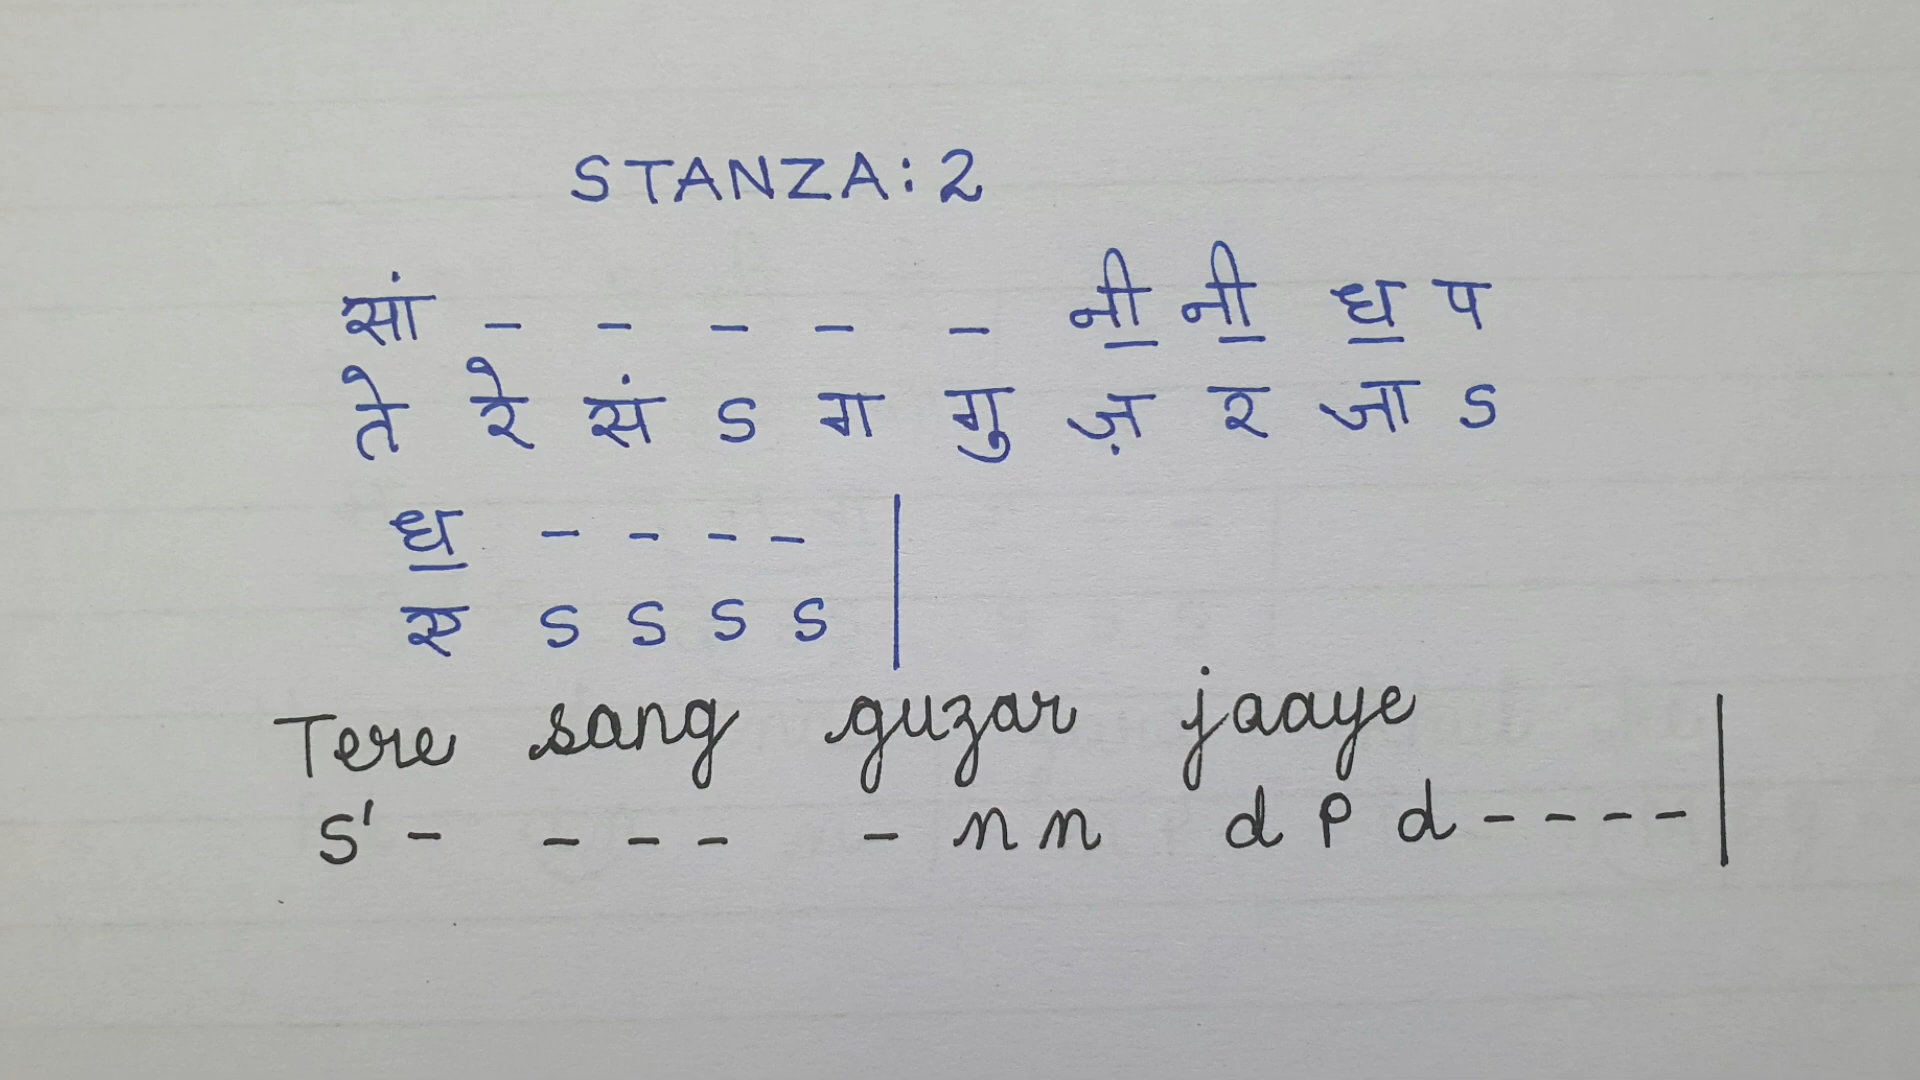 STANZA: 2
सां - - - - - नी॒ नी॒ ध॒ प
ते रे सं ऽ ग गु ज़ र जा ऽ
ध॒ - - - -
ए ऽ ऽ ऽ ऽ
Tere sang guzar jaaye
S' - - - - - n n d P d - - - -